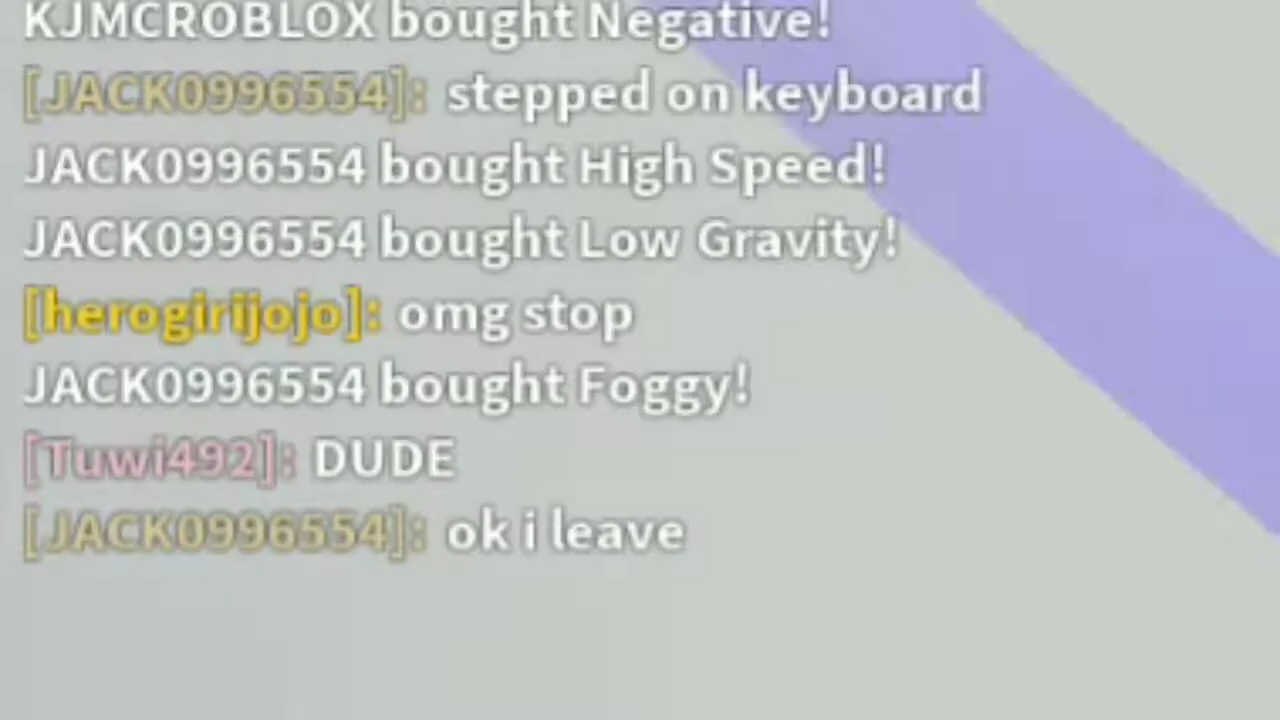 KJMCROBLOX bought Negative!
[JACK0996554]: stepped on keyboard
JACK0996554 bought High Speed!
JACK0996554 bought Low Gravity!
[herogirijojo]: omg stop
JACK0996554 bought Foggy!
[Tuwi492]: DUDE
[JACK0996554]: ok i leave